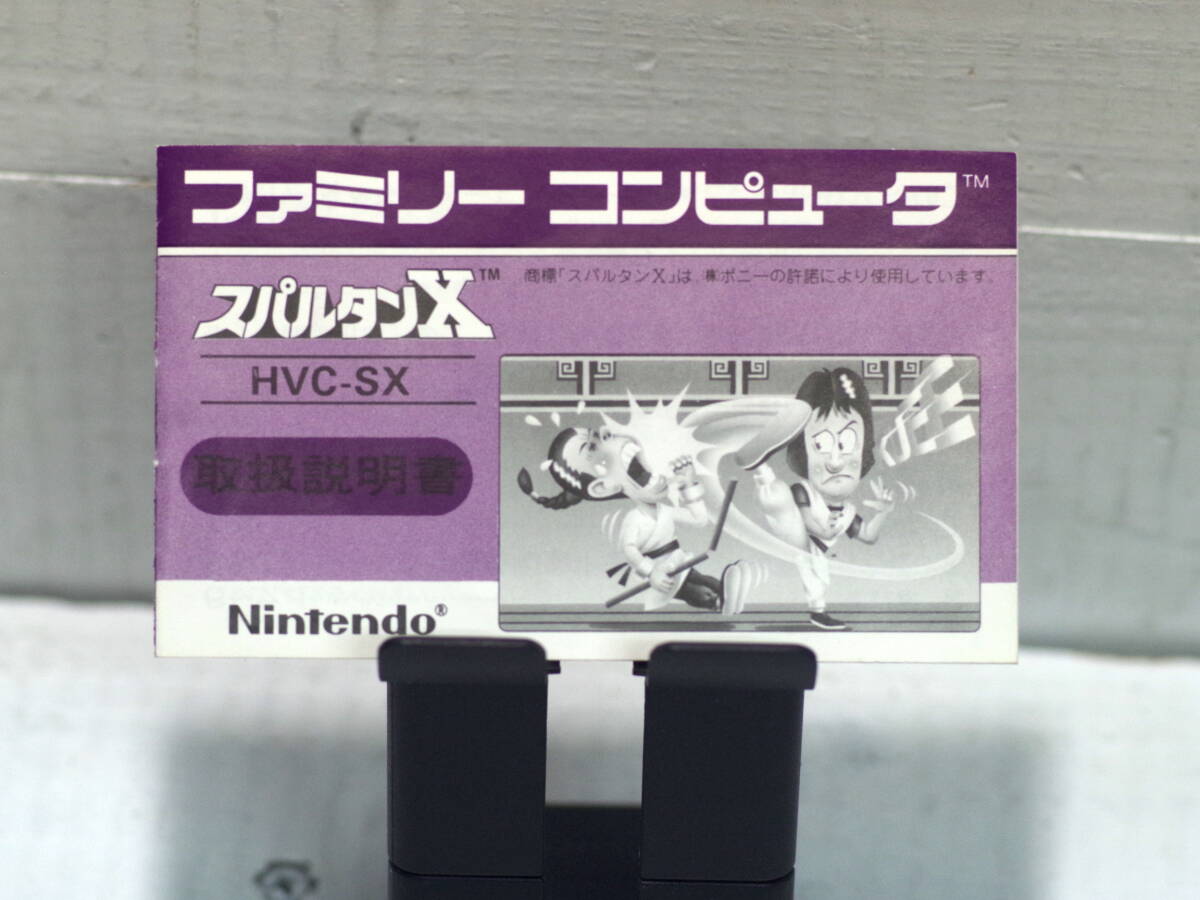 ファミリー コンピュータ™
スパルタンX™
商標「スパルタンX」は、㈱ポニーの許諾により使用しています。
HVC-SX
取扱説明書
Nintendo®